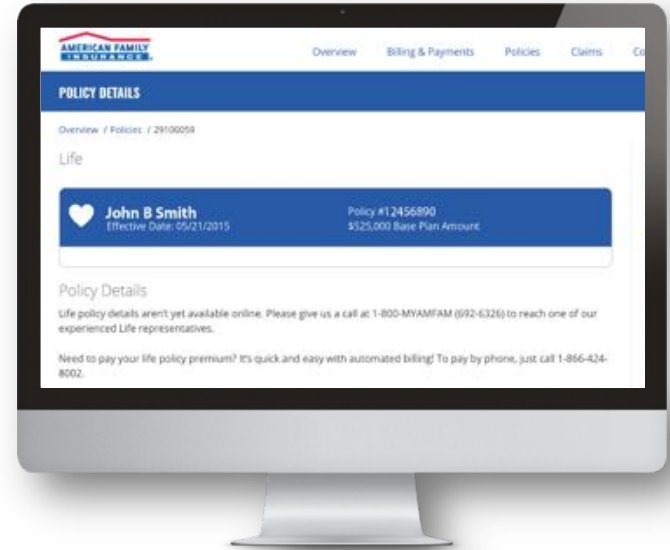 AMERICAN FAMILY
INSURANCE
Overview Billing & Payments Policies Claims Co
POLICY DETAILS
Overview / Policies / 29100059
Life
John B Smith
Effective Date: 05/21/2015
Policy #12456890
$525,000 Base Plan Amount
Policy Details
Life policy details aren't yet available online. Please give us a call at 1-800-MYAMFAM (692-6326) to reach one of our
experienced Life representatives.
Need to pay your life policy premium? It's quick and easy with automated billing! To pay by phone, just call 1-866-424-
8002.